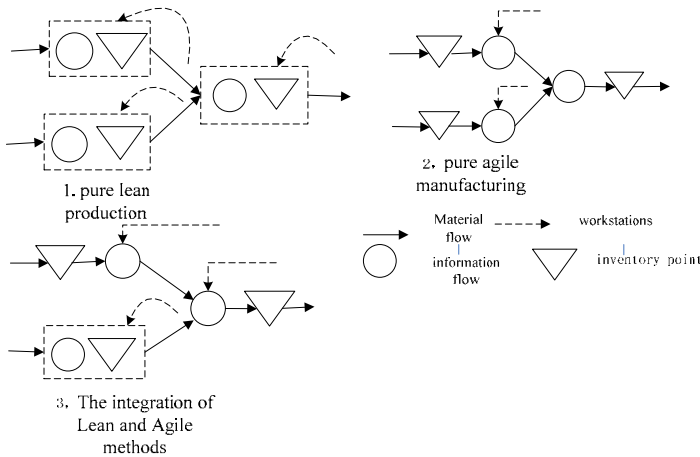 1. pure lean
production
2, pure agile
manufacturing
Material
flow
workstations
information
flow
inventory point
3, The integration of
Lean and Agile
methods